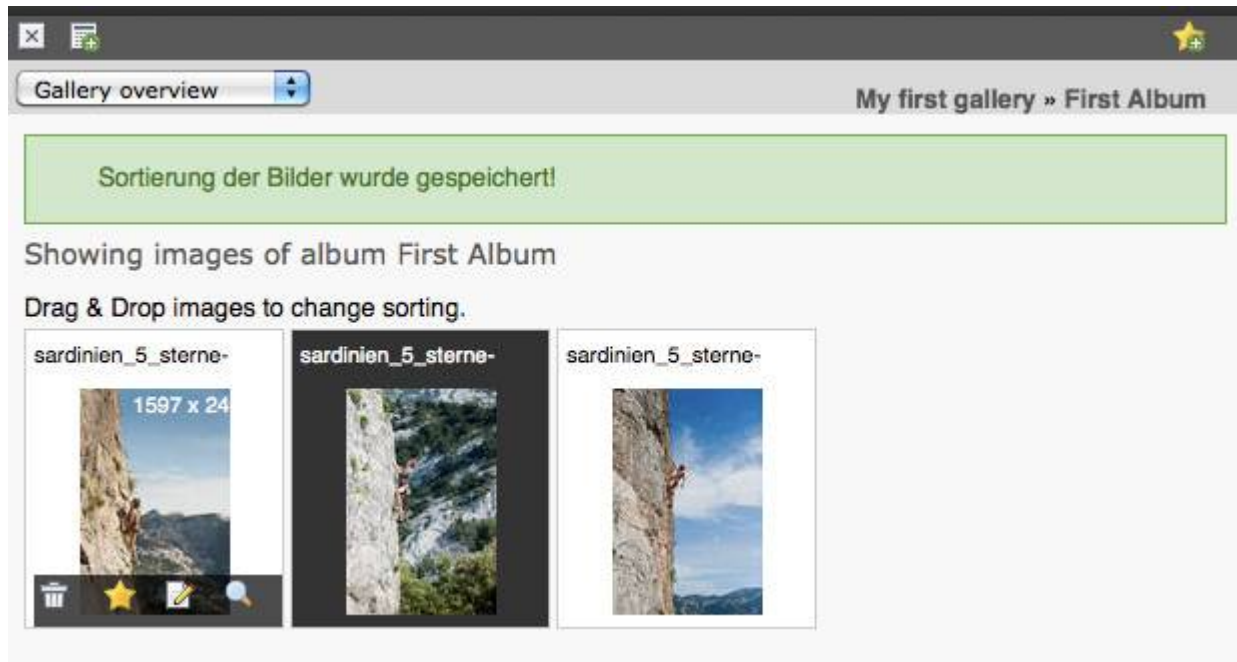 Gallery overview
My first gallery » First Album
Sortierung der Bilder wurde gespeichert!
Showing images of album First Album
Drag & Drop images to change sorting.
sardinien_5_sterne-
sardinien_5_sterne-
sardinien_5_sterne-
1597 x 24